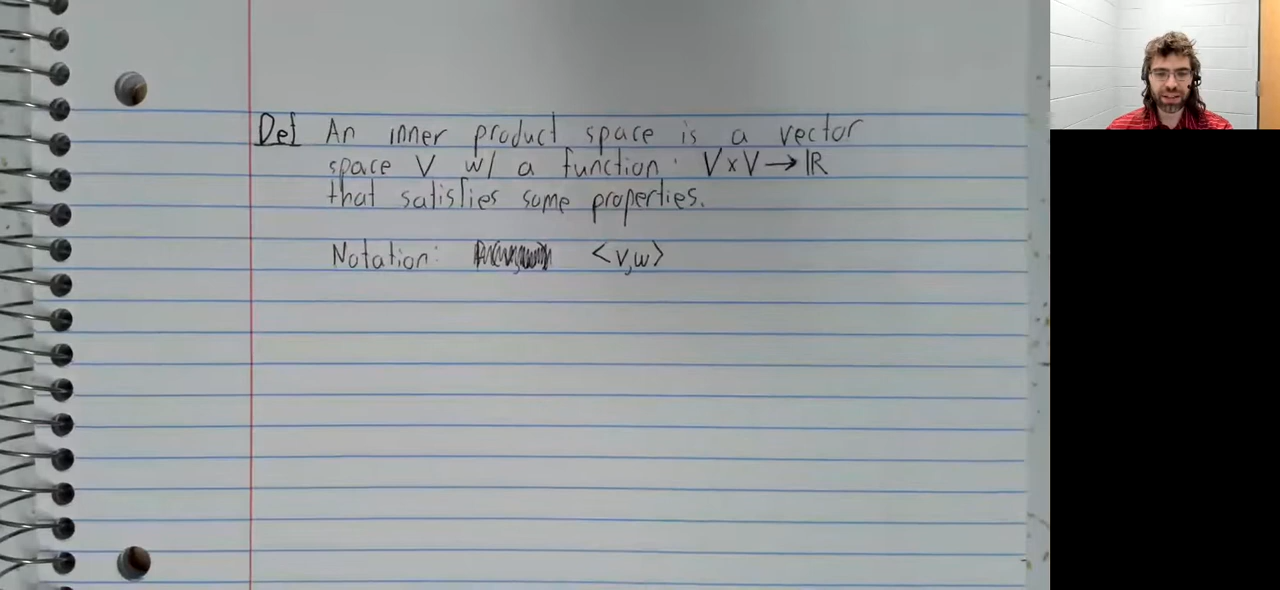 Def An inner product space is a vector
space V w/ a function: V×V→ℝ
that satisfies some properties.
Notation: <v,w>